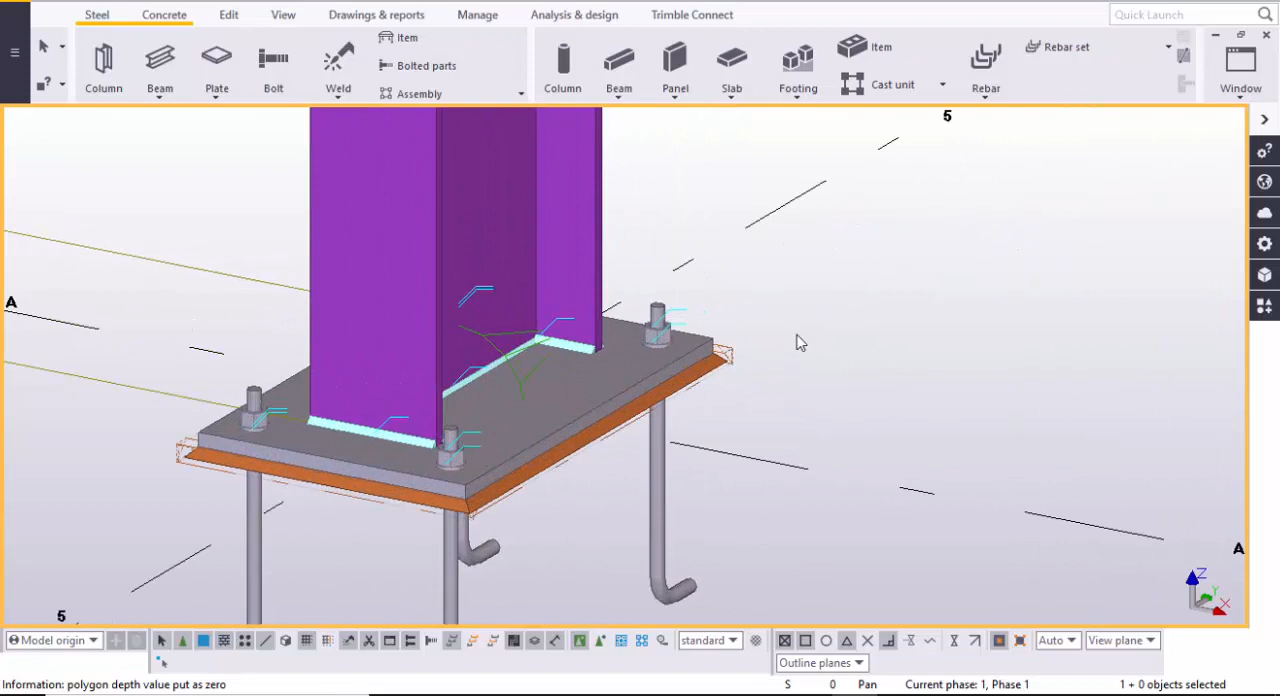 Steel Concrete Edit View Drawings & reports Manage Analysis & design Trimble Connect Quick Launch
Column Beam Plate Bolt Weld Item Bolted parts Assembly
Column Beam Panel Slab Footing Item Cast unit Rebar Rebar set Window
5
A
A
5
Z
Y
X
Model origin standard Auto View plane
Outline planes
Information: polygon depth value put as zero S 0 Pan Current phase: 1, Phase 1 1 + 0 objects selected